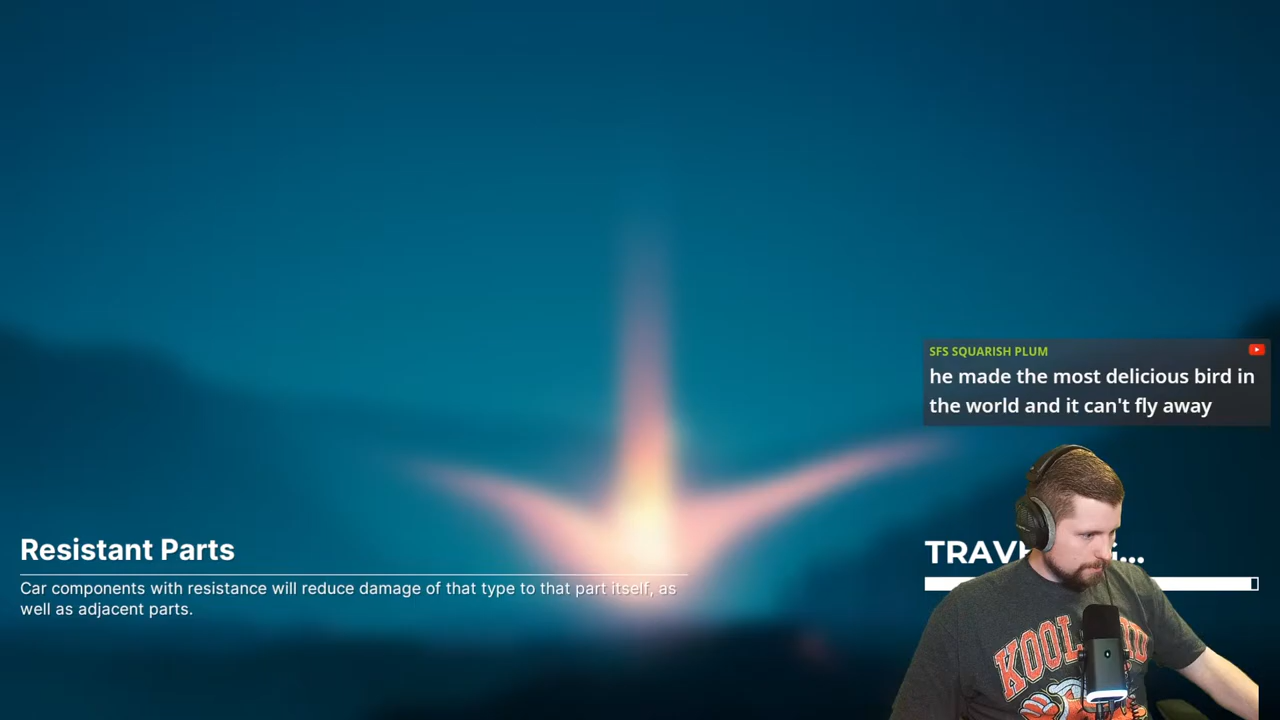 SFS SQUARISH PLUM
he made the most delicious bird in
the world and it can't fly away
Resistant Parts
Car components with resistance will reduce damage of that type to that part itself, as
well as adjacent parts.